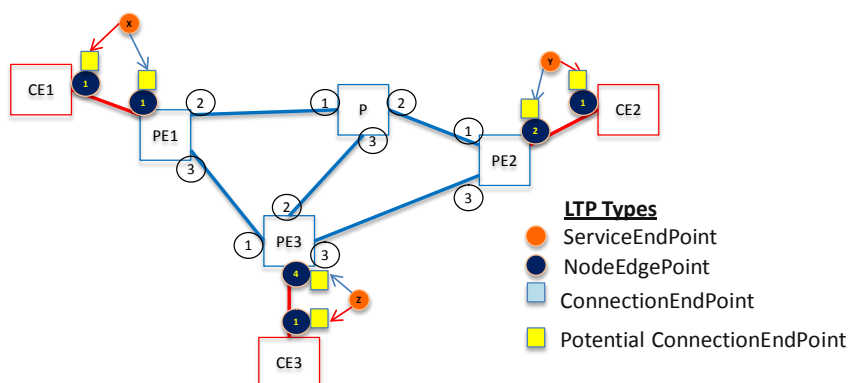 X
Y
CE1
1
1
2
1
P
2
2
1
CE2
PE1
3
3
1
PE2
3
2
1
PE3
3
4
Z
1
CE3
LTP Types
ServiceEndPoint
NodeEdgePoint
ConnectionEndPoint
Potential ConnectionEndPoint